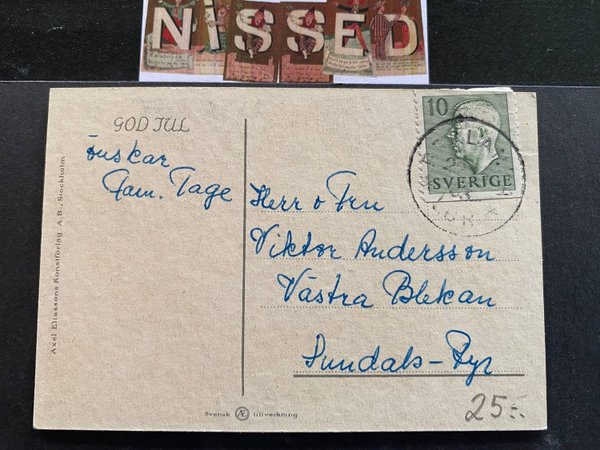 NISSED
GOD JUL
önskar
Fam. Tage
Axel Eliassons Konstförlag A.B., Stockholm
10
SVERIGE
Herr o Fru
Viktor Andersson
Västra Blekan
Sundals-Ryr
Svensk Æ tillverkning
25:-